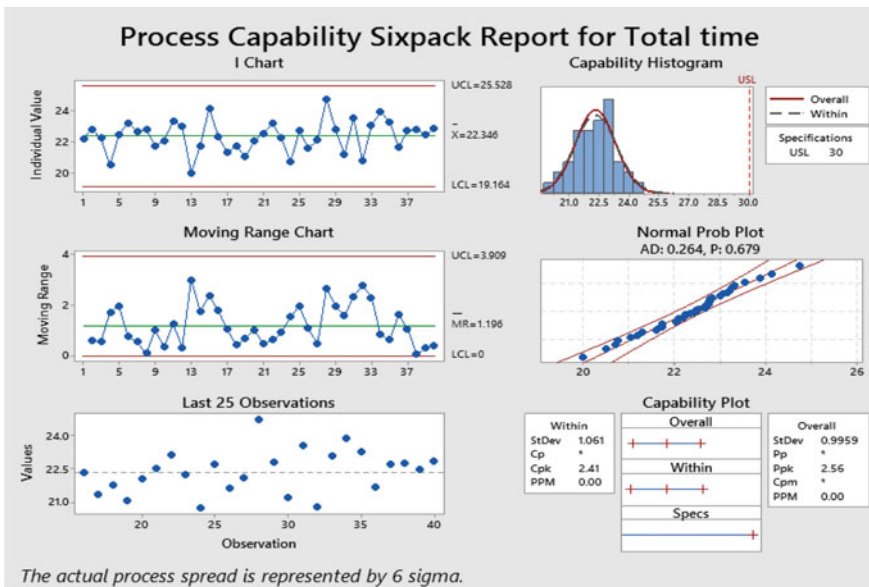 Process Capability Sixpack Report for Total time
I Chart
Individual Value
24
22
20
1 5 9 13 17 21 25 29 33 37
UCL=25.528
X=22.346
LCL=19.164
Capability Histogram
USL
21.0 22.5 24.0 25.5 27.0 28.5 30.0
Overall
Within
Specifications
USL 30
Moving Range Chart
Moving Range
4
2
0
1 5 9 13 17 21 25 29 33 37
UCL=3.909
MR=1.196
LCL=0
Normal Prob Plot
AD: 0.264, P: 0.679
20 22 24 26
Last 25 Observations
Values
24.0
22.5
21.0
20 25 30 35 40
Observation
Capability Plot
Within
StDev 1.061
Cp *
Cpk 2.41
PPM 0.00
Overall
Within
Specs
Overall
StDev 0.9959
Pp *
Ppk 2.56
Cpm *
PPM 0.00
The actual process spread is represented by 6 sigma.